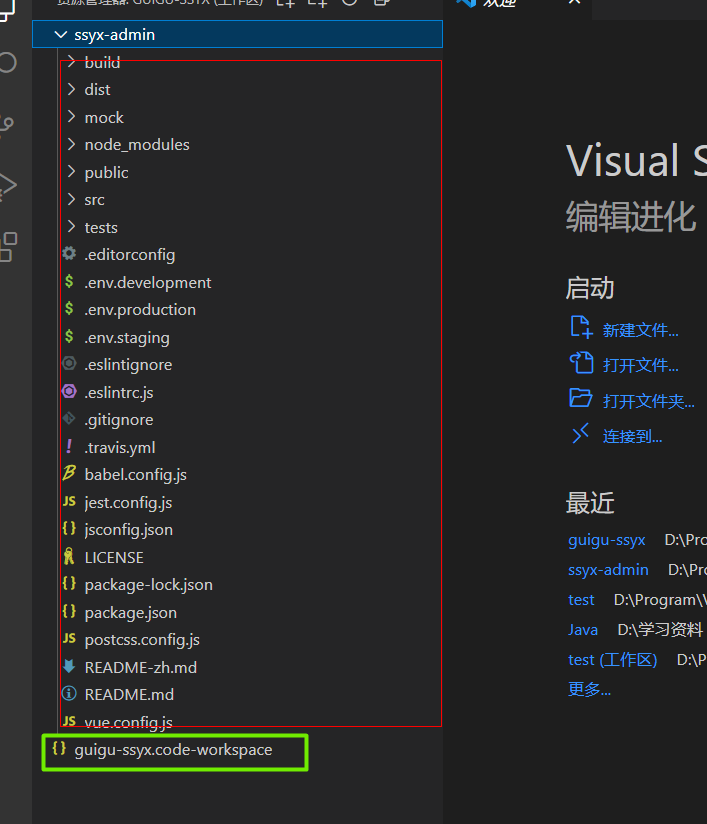 资源管理器: GUIGU-SSYX (工作区)
欢迎
ssyx-admin
build
dist
mock
node_modules
public
src
tests
.editorconfig
.env.development
.env.production
.env.staging
.eslintignore
.eslintrc.js
.gitignore
.travis.yml
babel.config.js
jest.config.js
jsconfig.json
LICENSE
package-lock.json
package.json
postcss.config.js
README-zh.md
README.md
vue.config.js
guigu-ssyx.code-workspace
Visual S
编辑进化
启动
新建文件...
打开文件...
打开文件夹...
连接到...
最近
guigu-ssyx D:\Pro
ssyx-admin D:\Pr
test D:\Program\V
Java D:\学习资料
test (工作区) D:\P
更多...